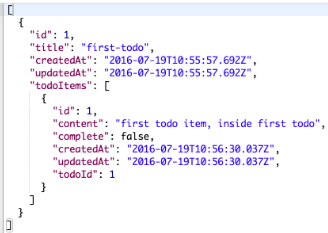 [
  {
    "id": 1,
    "title": "first-todo",
    "createdAt": "2016-07-19T10:55:57.692Z",
    "updatedAt": "2016-07-19T10:55:57.692Z",
    "todoItems": [
      {
        "id": 1,
        "content": "first todo item, inside first todo",
        "complete": false,
        "createdAt": "2016-07-19T10:56:30.037Z",
        "updatedAt": "2016-07-19T10:56:30.037Z",
        "todoId": 1
      }
    ]
  }
]